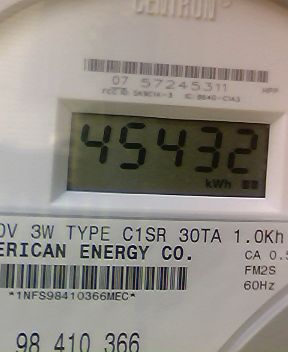 CENTRON®
07 57245311
45432
kWh
0V 3W TYPE C1SR 30TA 1.0Kh
ERICAN ENERGY CO.
CA 0.5
FM2S
60Hz
*1NFS98410366MEC*
98 410 366